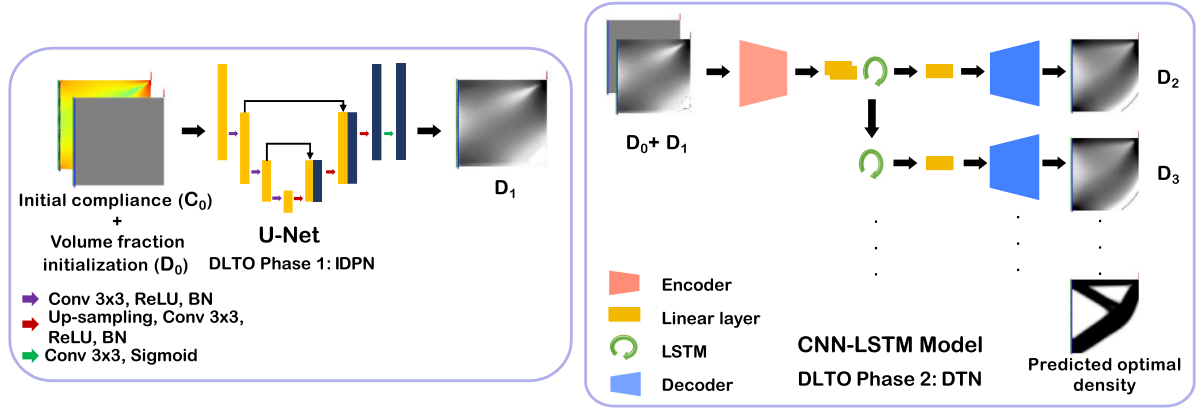 Initial compliance (C₀)
+
Volume fraction
initialization (D₀)
U-Net
DLTO Phase 1: IDPN
D₁
Conv 3x3, ReLU, BN
Up-sampling, Conv 3x3,
ReLU, BN
Conv 3x3, Sigmoid
D₀+ D₁
D₂
D₃
Encoder
Linear layer
LSTM
Decoder
CNN-LSTM Model
DLTO Phase 2: DTN
Predicted optimal
density